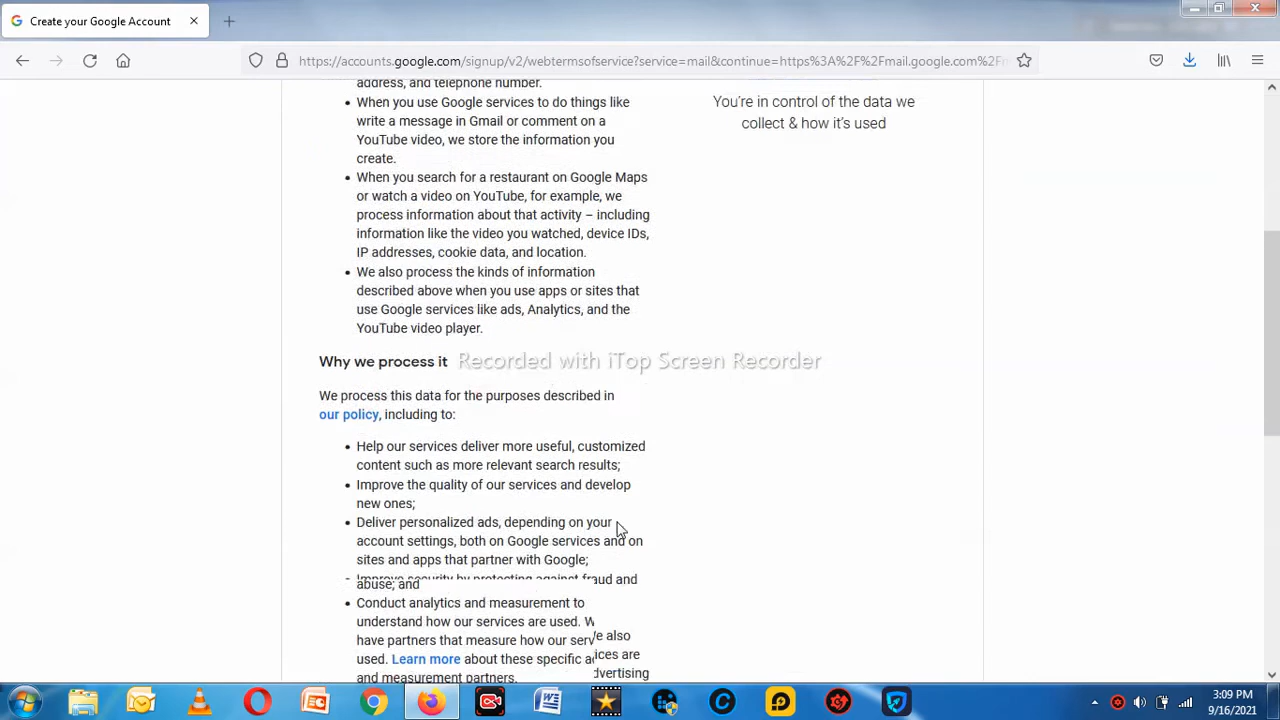 Create your Google Account
https://accounts.google.com/signup/v2/webtermsofservice?service=mail&continue=https%3A%2F%2Fmail.google.com%2F
address, and telephone number.
When you use Google services to do things like
write a message in Gmail or comment on a
YouTube video, we store the information you
create.
When you search for a restaurant on Google Maps
or watch a video on YouTube, for example, we
process information about that activity – including
information like the video you watched, device IDs,
IP addresses, cookie data, and location.
We also process the kinds of information
described above when you use apps or sites that
use Google services like ads, Analytics, and the
YouTube video player.
You're in control of the data we
collect & how it's used
Why we process it
Recorded with iTop Screen Recorder
We process this data for the purposes described in
our policy, including to:
Help our services deliver more useful, customized
content such as more relevant search results;
Improve the quality of our services and develop
new ones;
Deliver personalized ads, depending on your
account settings, both on Google services and on
sites and apps that partner with Google;
Improve security by protecting against fraud and
abuse; and
Conduct analytics and measurement to
understand how our services are used. W
have partners that measure how our serv
used. Learn more about these specific a
and measurement partners.
e also
ices are
dvertising
3:09 PM
9/16/2021